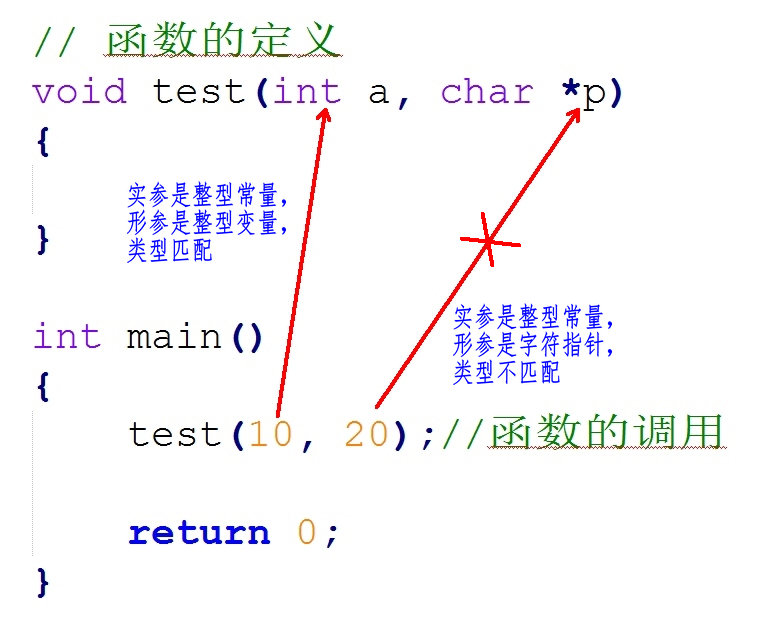 // 函数的定义
void test(int a, char *p)
{
实参是整型常量，
形参是整型变量，
类型匹配
}
int main()
实参是整型常量，
形参是字符指针，
类型不匹配
{
test(10, 20);//函数的调用
return 0;
}